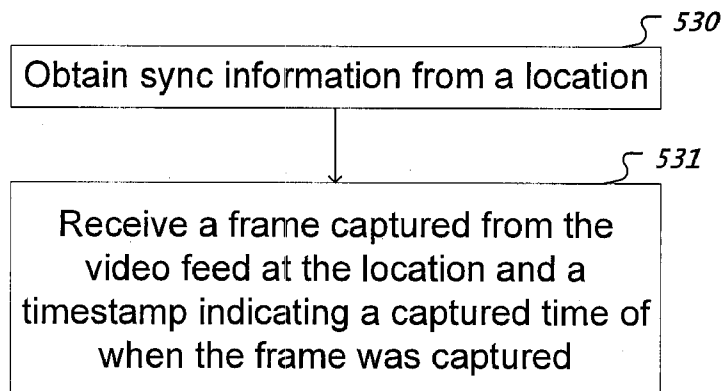 530
Obtain sync information from a location
531
Receive a frame captured from the
video feed at the location and a
timestamp indicating a captured time of
when the frame was captured